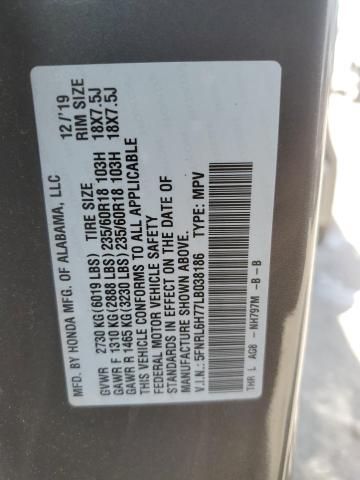 MFD. BY HONDA MFG. OF ALABAMA, LLC 12/'19
TIRE SIZE RIM SIZE
GVWR 2730 KG(6019 LBS)
GAWR F 1310 KG(2888 LBS) 235/60R18 103H 18X7.5J
GAWR R 1465 KG(3230 LBS) 235/60R18 103H 18X7.5J
THIS VEHICLE CONFORMS TO ALL APPLICABLE
FEDERAL MOTOR VEHICLE SAFETY
STANDARDS IN EFFECT ON THE DATE OF
MANUFACTURE SHOWN ABOVE.
V.I.N.: 5FNRL6H77LB038186 TYPE: MPV
THR L AG8 -NH797M -B -B